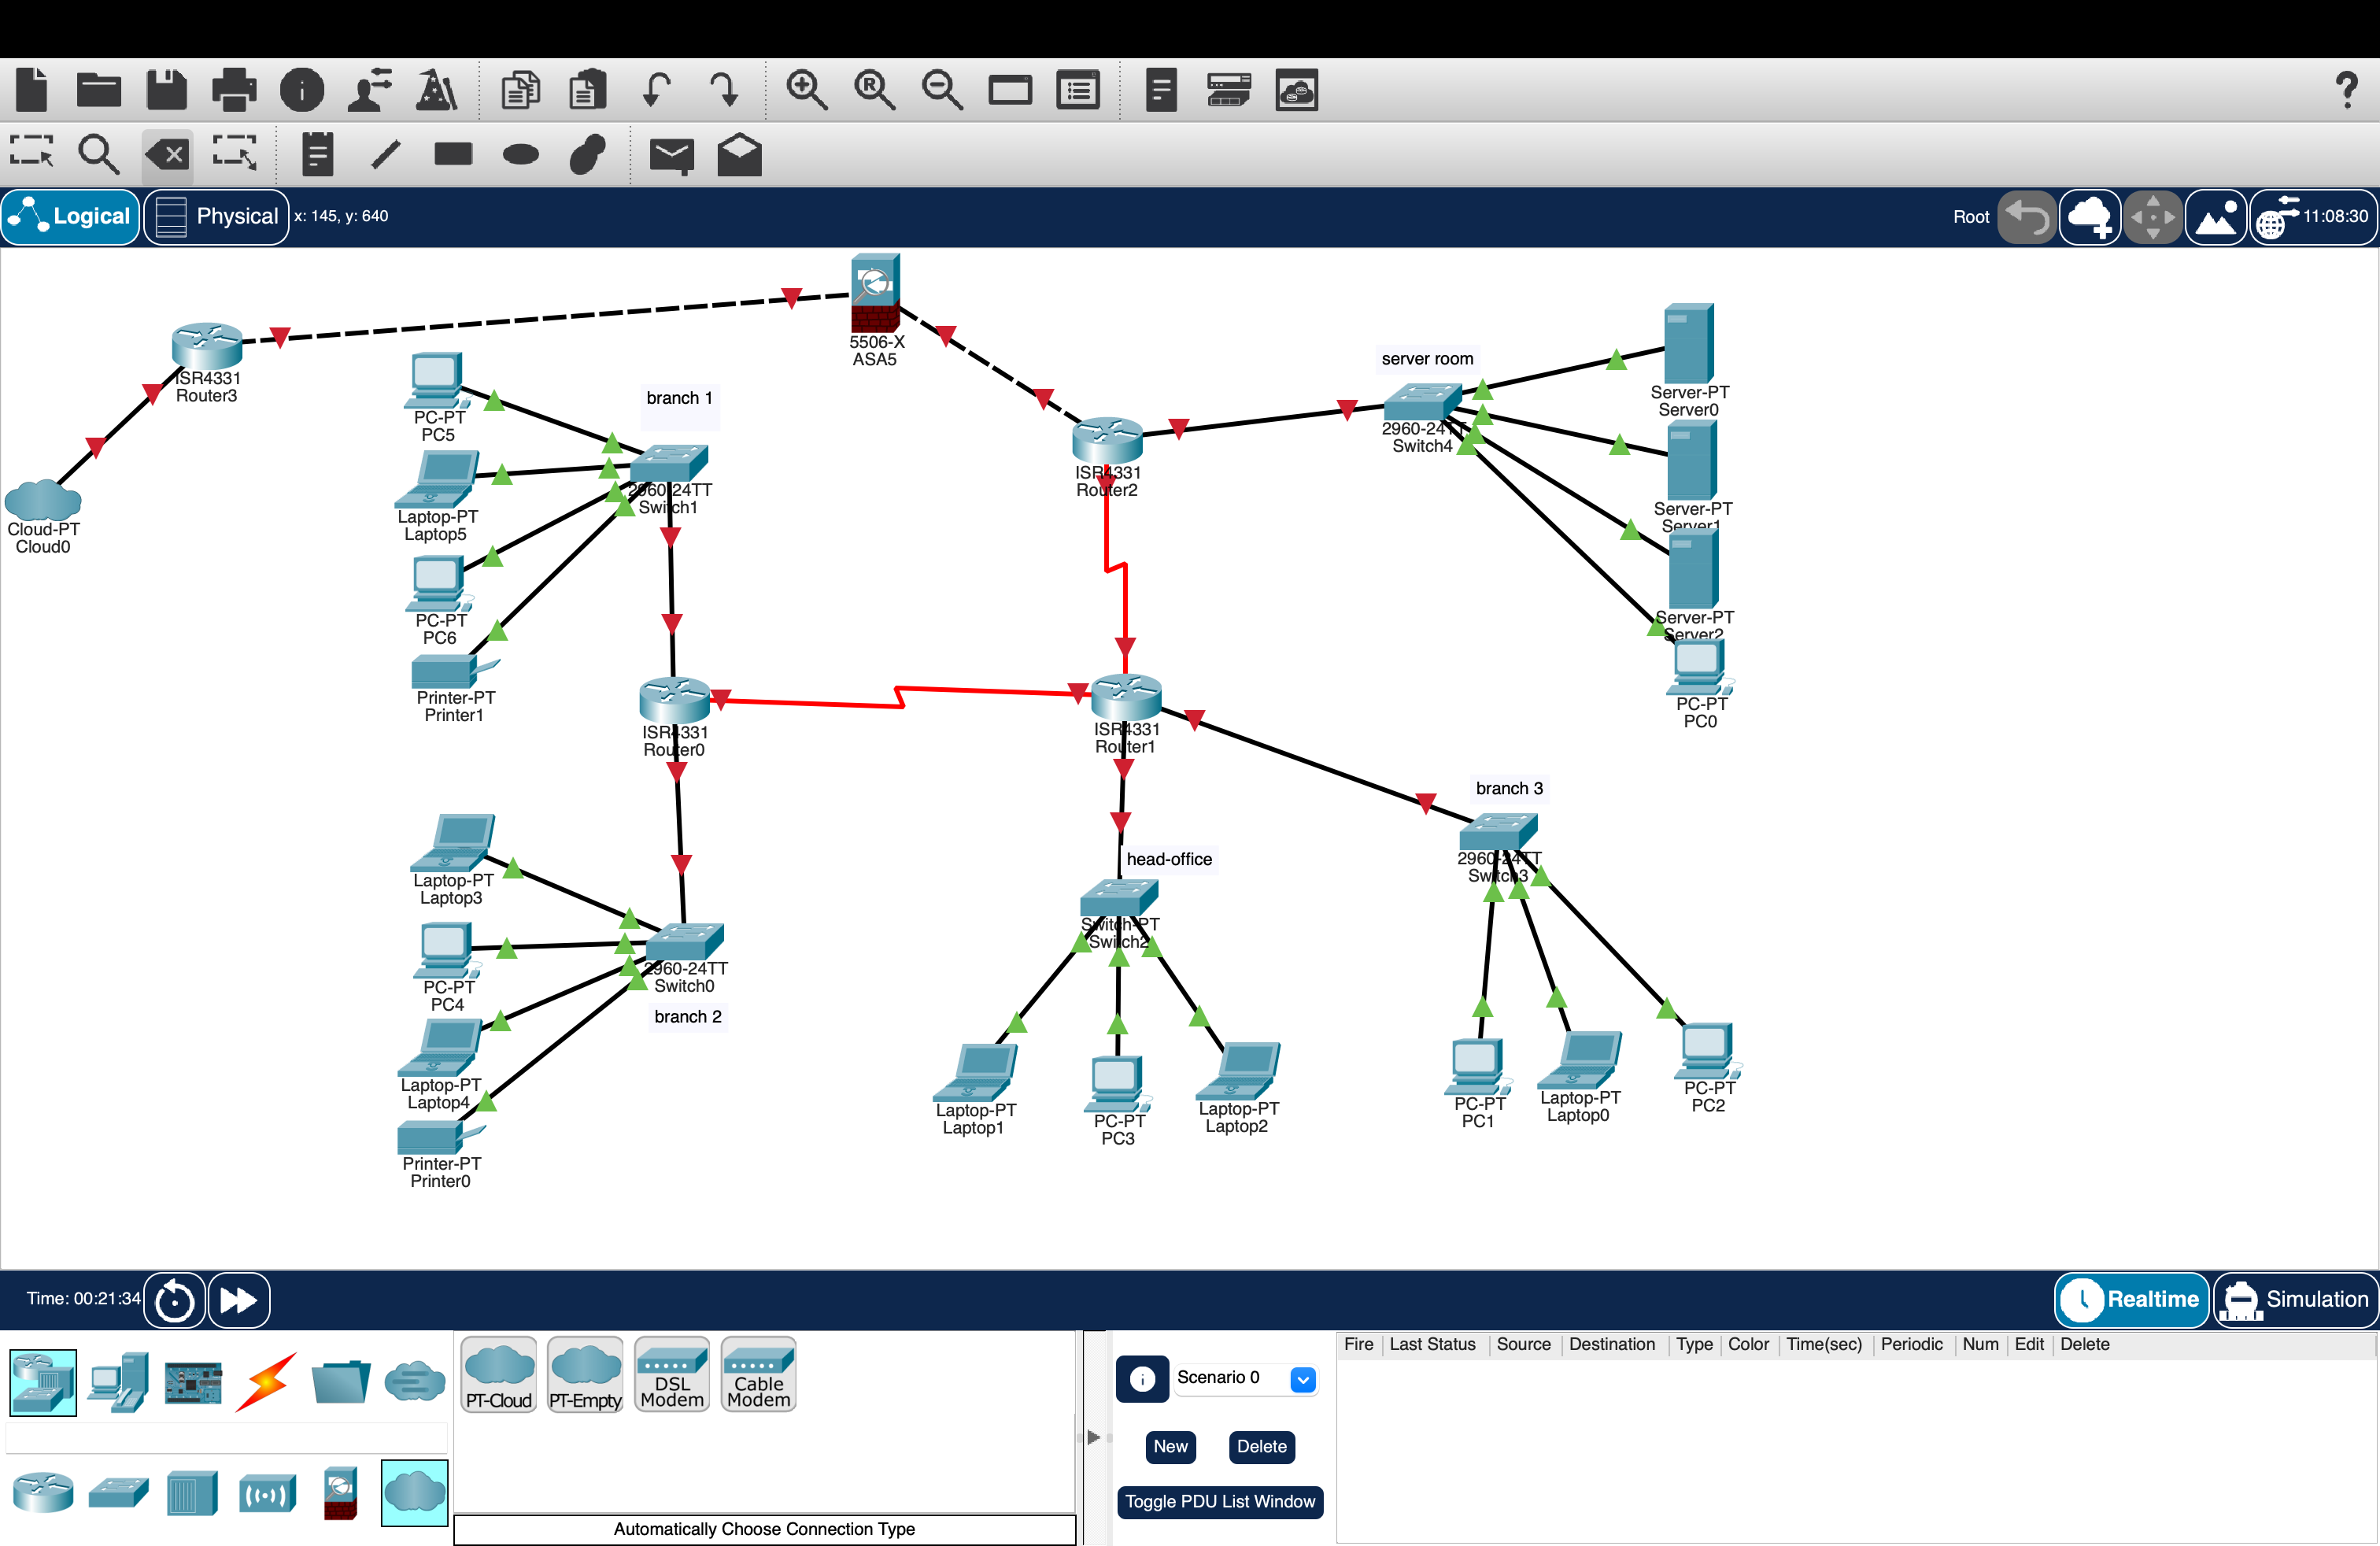 Logical
Physical
x: 145, y: 640
Root
11:08:30
5506-X
ASA5
ISR4331
Router3
Cloud-PT
Cloud0
PC-PT
PC5
branch 1
Laptop-PT
Laptop5
2960-24TT
Switch1
PC-PT
PC6
Printer-PT
Printer1
ISR4331
Router2
server room
2960-24TT
Switch4
Server-PT
Server0
Server-PT
Server1
Server-PT
Server2
PC-PT
PC0
ISR4331
Router0
ISR4331
Router1
branch 3
2960-24TT
Switch3
head-office
Switch-PT
Switch2
Laptop-PT
Laptop3
PC-PT
PC4
2960-24TT
Switch0
branch 2
Laptop-PT
Laptop4
Printer-PT
Printer0
Laptop-PT
Laptop1
PC-PT
PC3
Laptop-PT
Laptop2
PC-PT
PC1
Laptop-PT
Laptop0
PC-PT
PC2
Time: 00:21:34
Realtime
Simulation
PT-Cloud
PT-Empty
DSL
Modem
Cable
Modem
Automatically Choose Connection Type
Scenario 0
New
Delete
Toggle PDU List Window
Fire Last Status Source Destination Type Color Time(sec) Periodic Num Edit Delete